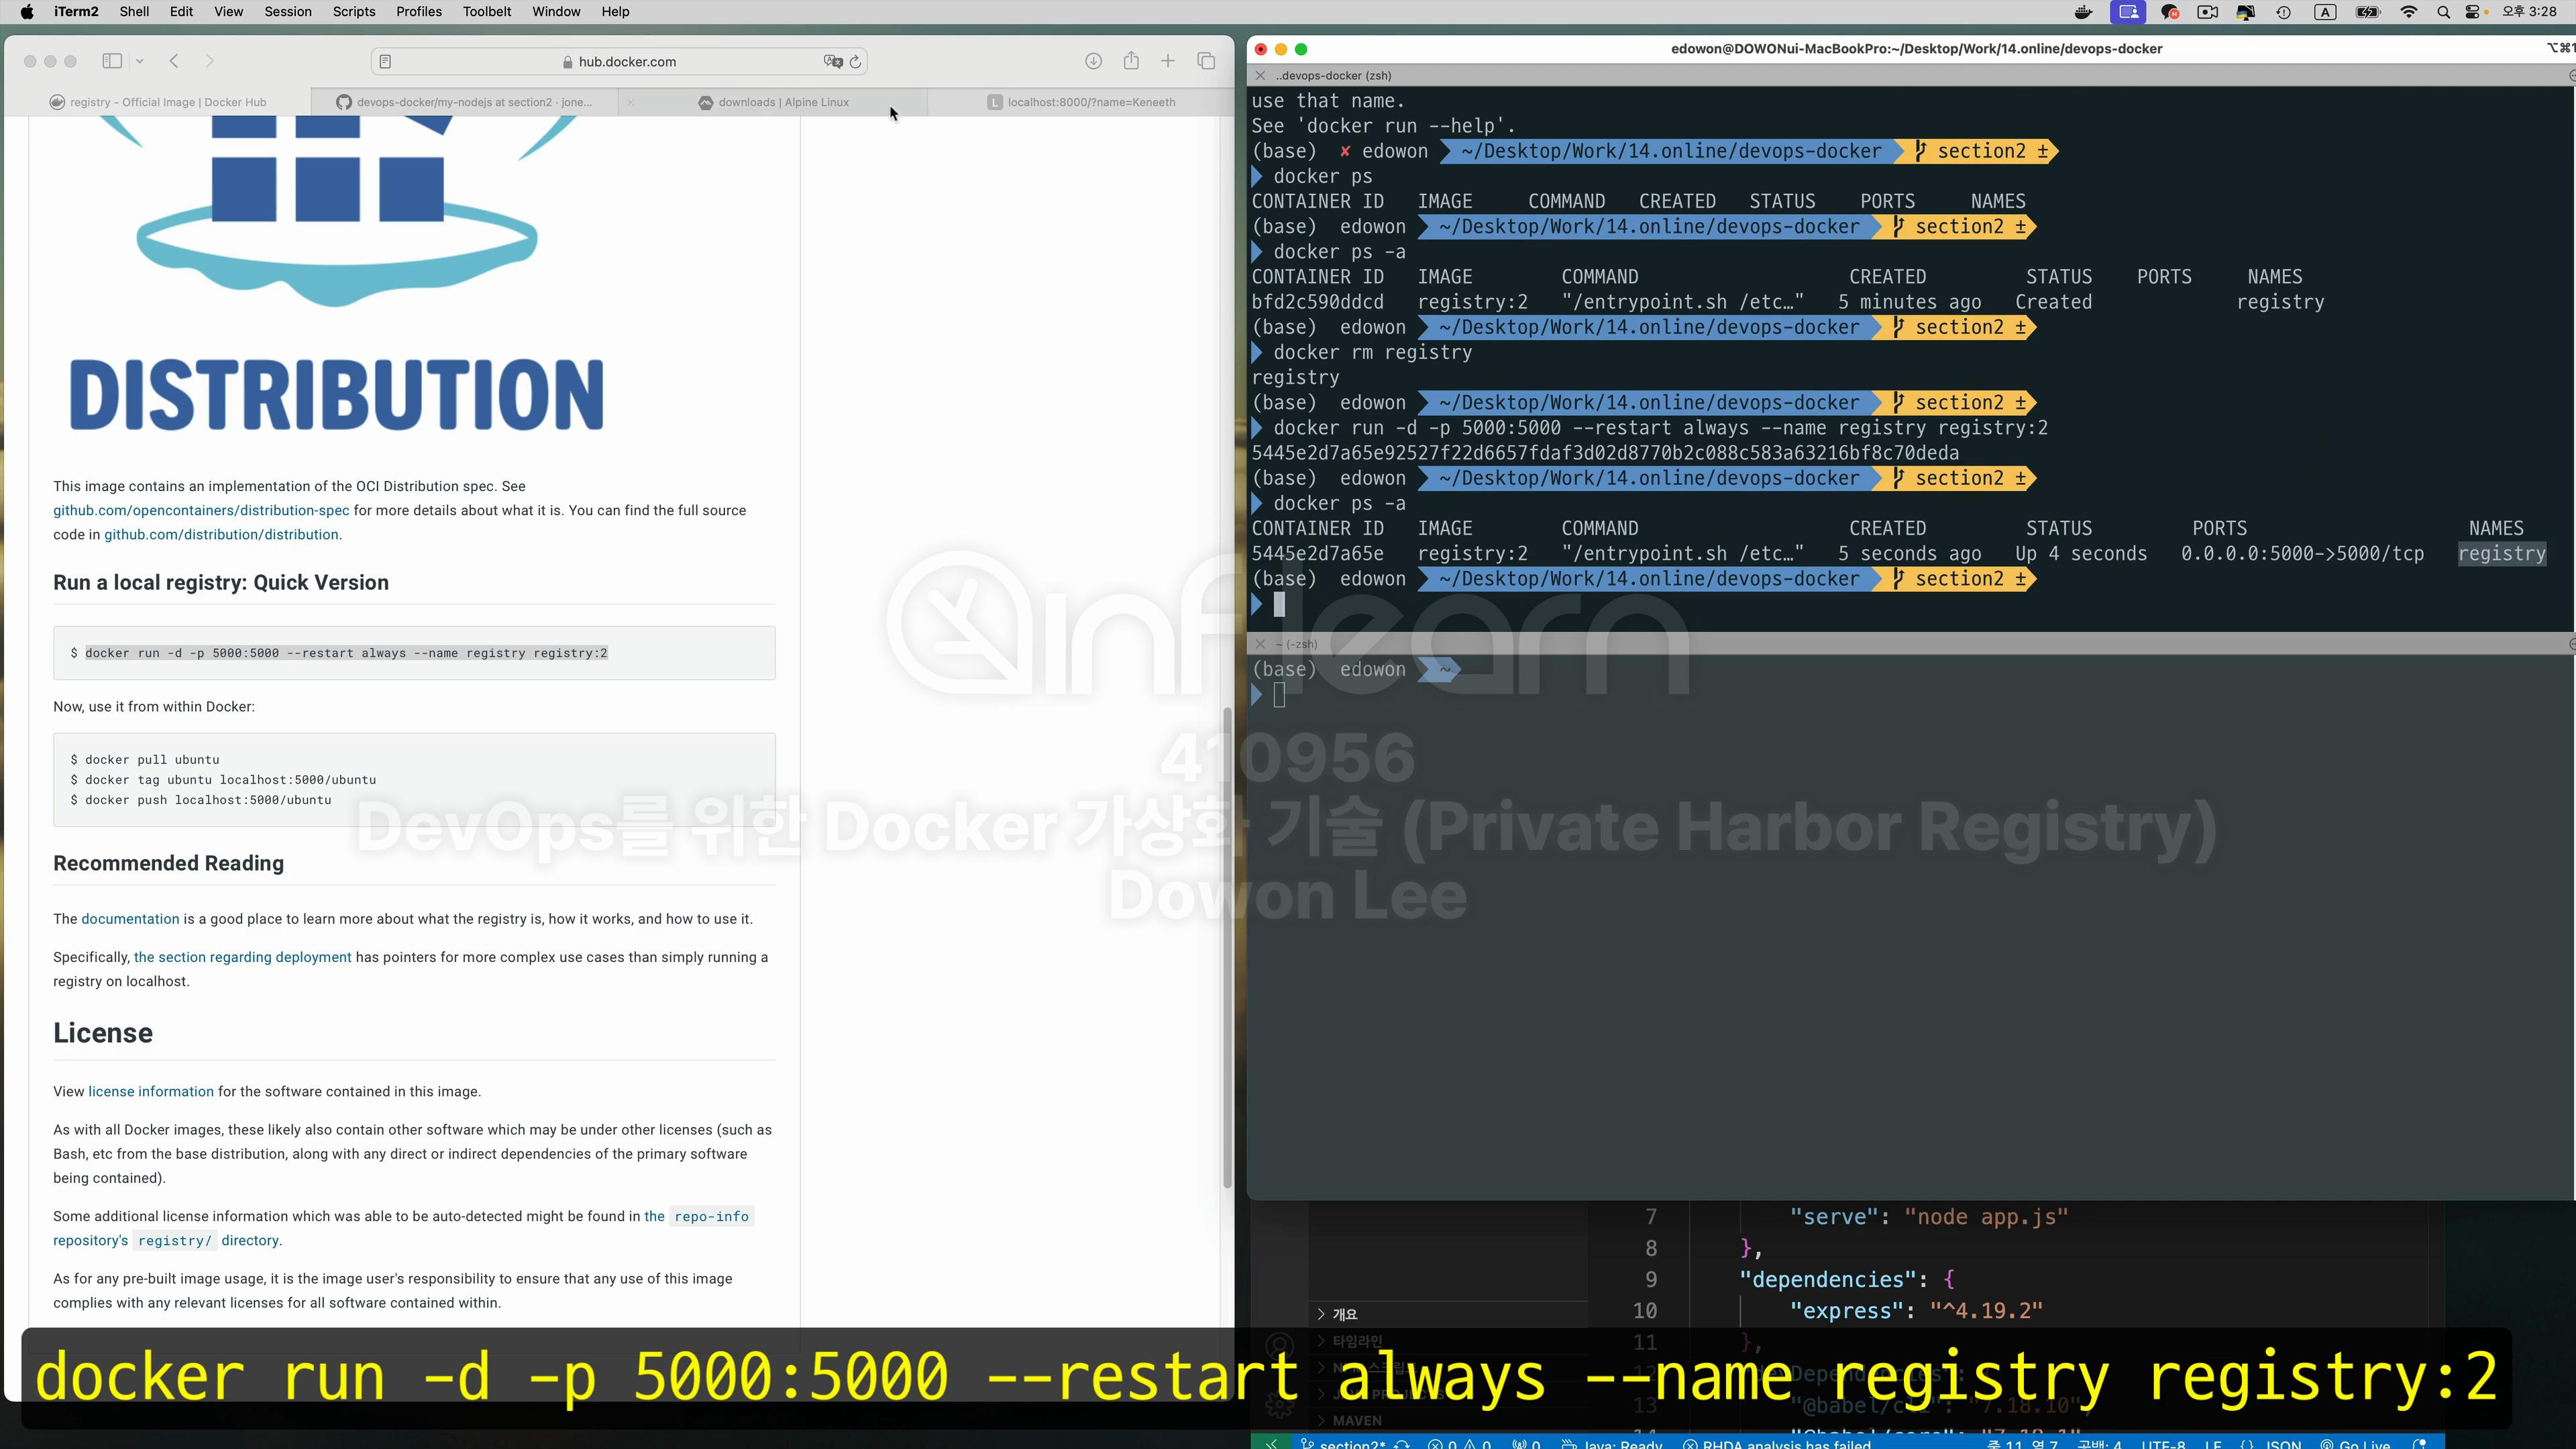 iTerm2 Shell Edit View Session Scripts Profiles Toolbelt Window Help
A
오후 3:28
hub.docker.com
registry - Official Image | Docker Hub
devops-docker/my-nodejs at section2 · jone...
downloads | Alpine Linux
L localhost:8000/?name=Keneeth
DISTRIBUTION
This image contains an implementation of the OCI Distribution spec. See
github.com/opencontainers/distribution-spec for more details about what it is. You can find the full source
code in github.com/distribution/distribution.
Run a local registry: Quick Version
$ docker run -d -p 5000:5000 --restart always --name registry registry:2
Now, use it from within Docker:
$ docker pull ubuntu
$ docker tag ubuntu localhost:5000/ubuntu
$ docker push localhost:5000/ubuntu
Recommended Reading
The documentation is a good place to learn more about what the registry is, how it works, and how to use it.
Specifically, the section regarding deployment has pointers for more complex use cases than simply running a
registry on localhost.
License
View license information for the software contained in this image.
As with all Docker images, these likely also contain other software which may be under other licenses (such as
Bash, etc from the base distribution, along with any direct or indirect dependencies of the primary software
being contained).
Some additional license information which was able to be auto-detected might be found in the repo-info
repository's registry/ directory.
As for any pre-built image usage, it is the image user's responsibility to ensure that any use of this image
complies with any relevant licenses for all software contained within.
edowon@DOWONui-MacBookPro:~/Desktop/Work/14.online/devops-docker
⌥⌘1
..devops-docker (zsh)
use that name.
See 'docker run --help'.
(base) ✘ edowon ~/Desktop/Work/14.online/devops-docker section2 ±
docker ps
CONTAINER ID IMAGE COMMAND CREATED STATUS PORTS NAMES
(base) edowon ~/Desktop/Work/14.online/devops-docker section2 ±
docker ps -a
CONTAINER ID IMAGE COMMAND CREATED STATUS PORTS NAMES
bfd2c590ddcd registry:2 "/entrypoint.sh /etc…" 5 minutes ago Created registry
(base) edowon ~/Desktop/Work/14.online/devops-docker section2 ±
docker rm registry
registry
(base) edowon ~/Desktop/Work/14.online/devops-docker section2 ±
docker run -d -p 5000:5000 --restart always --name registry registry:2
5445e2d7a65e92527f22d6657fdaf3d02d8770b2c088c583a63216bf8c70deda
(base) edowon ~/Desktop/Work/14.online/devops-docker section2 ±
docker ps -a
CONTAINER ID IMAGE COMMAND CREATED STATUS PORTS NAMES
5445e2d7a65e registry:2 "/entrypoint.sh /etc…" 5 seconds ago Up 4 seconds 0.0.0.0:5000->5000/tcp registry
(base) edowon ~/Desktop/Work/14.online/devops-docker section2 ±
~ (-zsh)
(base) edowon ~
inflearn
410956
DevOps를 위한 Docker 가상화 기술 (Private Harbor Registry)
Dowon Lee
7 "serve": "node app.js"
8 },
9 "dependencies": {
10 "express": "^4.19.2"
11 },
13 "@babel/cli": "7.18.10",
개요
타임라인
MAVEN
docker run -d -p 5000:5000 --restart always --name registry registry:2
section2* 0 0 0 Java: Ready RHDA analysis has failed 줄 11, 열 7 공백: 4 UTF-8 LF {} JSON Go Live